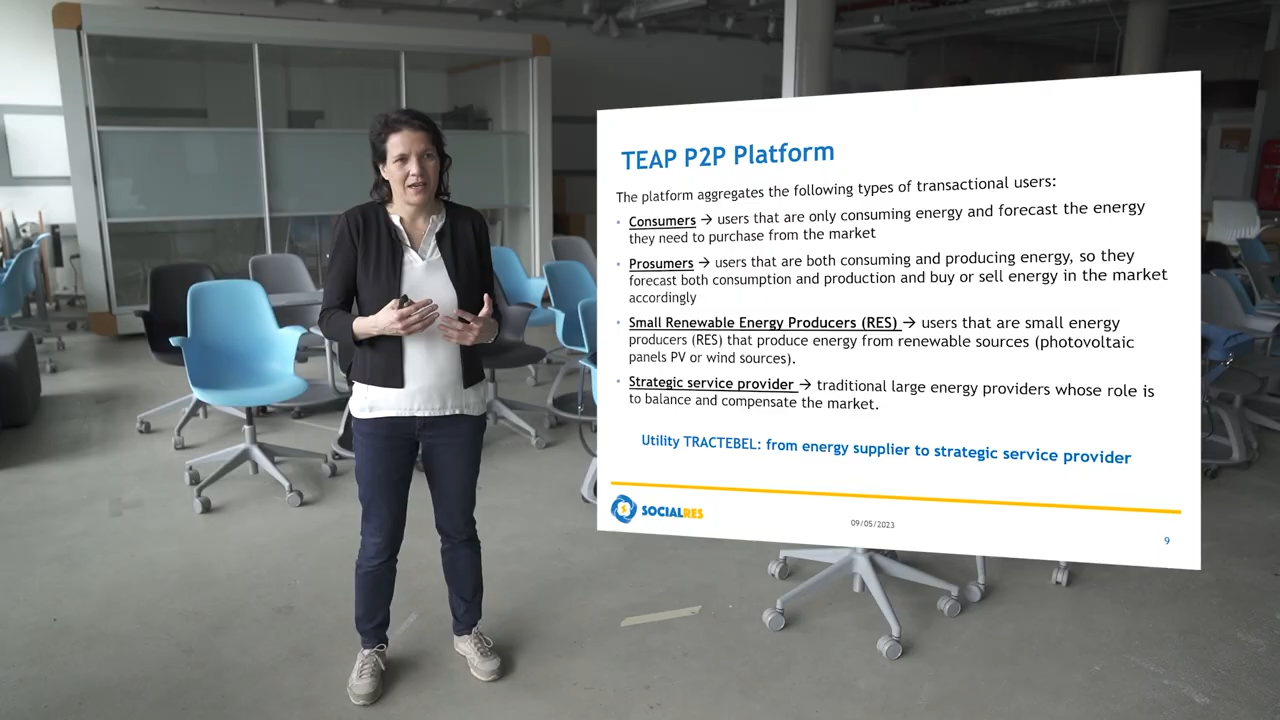 TEAP P2P Platform
The platform aggregates the following types of transactional users:
• Consumers → users that are only consuming energy and forecast the energy
they need to purchase from the market
• Prosumers → users that are both consuming and producing energy, so they
forecast both consumption and production and buy or sell energy in the market
accordingly
• Small Renewable Energy Producers (RES) → users that are small energy
producers (RES) that produce energy from renewable sources (photovoltaic
panels PV or wind sources).
• Strategic service provider → traditional large energy providers whose role is
to balance and compensate the market.
Utility TRACTEBEL: from energy supplier to strategic service provider
SOCIALRES
09/05/2023
9